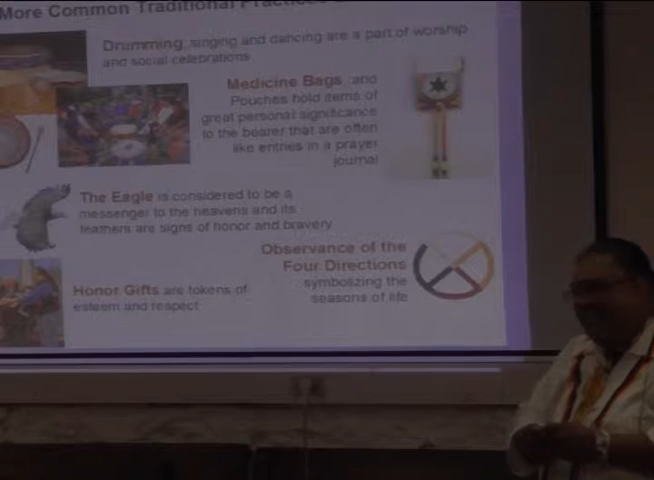 More Common Traditional Practices
Drumming, singing and dancing are a part of worship
and social celebrations
Medicine Bags and
Pouches hold items of
great personal significance
to the bearer that are often
like entries in a prayer
journal
The Eagle is considered to be a
messenger to the heavens and its
feathers are signs of honor and bravery
Observance of the
Four Directions
symbolizing the
seasons of life
Honor Gifts are tokens of
esteem and respect